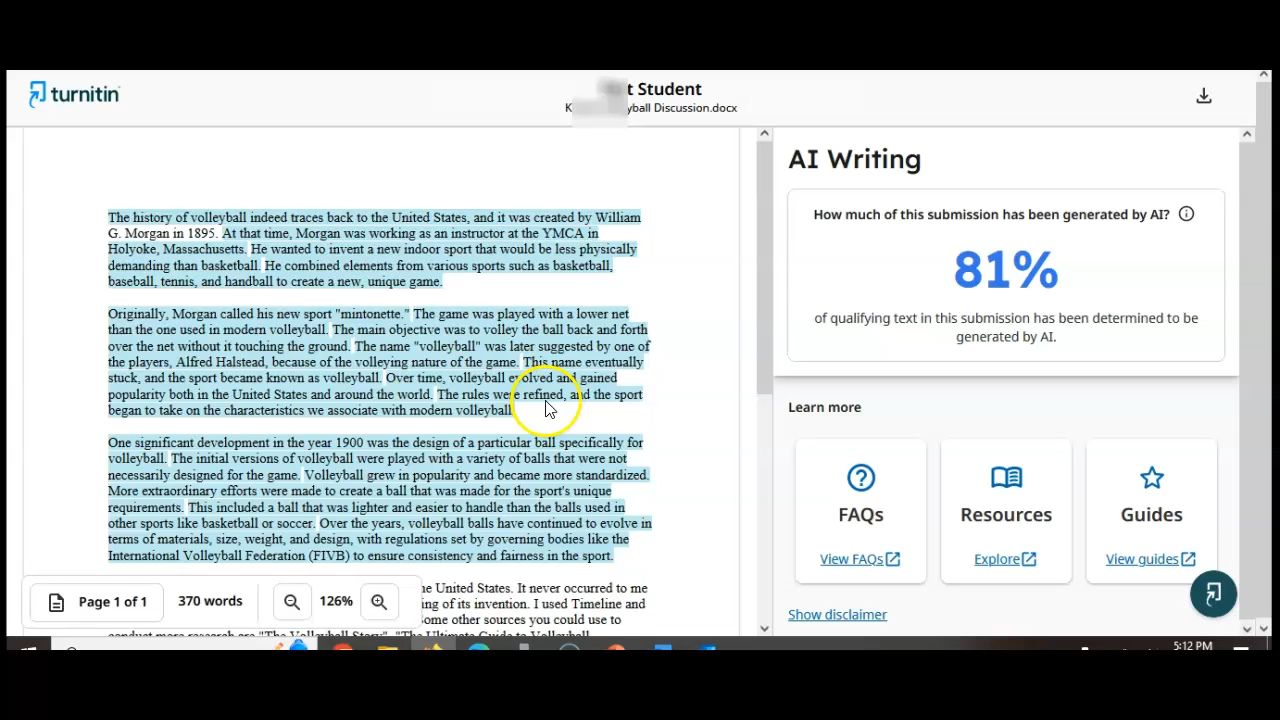 turnitin
t Student
K yball Discussion.docx
The history of volleyball indeed traces back to the United States, and it was created by William
G. Morgan in 1895. At that time, Morgan was working as an instructor at the YMCA in
Holyoke, Massachusetts. He wanted to invent a new indoor sport that would be less physically
demanding than basketball. He combined elements from various sports such as basketball,
baseball, tennis, and handball to create a new, unique game.
Originally, Morgan called his new sport "mintonette." The game was played with a lower net
than the one used in modern volleyball. The main objective was to volley the ball back and forth
over the net without it touching the ground. The name "volleyball" was later suggested by one of
the players, Alfred Halstead, because of the volleying nature of the game. This name eventually
stuck, and the sport became known as volleyball. Over time, volleyball evolved and gained
popularity both in the United States and around the world. The rules were refined, and the sport
began to take on the characteristics we associate with modern volleyball
One significant development in the year 1900 was the design of a particular ball specifically for
volleyball. The initial versions of volleyball were played with a variety of balls that were not
necessarily designed for the game. Volleyball grew in popularity and became more standardized.
More extraordinary efforts were made to create a ball that was made for the sport's unique
requirements. This included a ball that was lighter and easier to handle than the balls used in
other sports like basketball or soccer. Over the years, volleyball balls have continued to evolve in
terms of materials, size, weight, and design, with regulations set by governing bodies like the
International Volleyball Federation (FIVB) to ensure consistency and fairness in the sport.
he United States. It never occurred to me
ing of its invention. I used Timeline and
ome other sources you could use to
conduct more research are "The Volleyball Story", "The Ultimate Guide to Volleyball
Page 1 of 1
370 words
126%
AI Writing
How much of this submission has been generated by AI?
81%
of qualifying text in this submission has been determined to be
generated by AI.
Learn more
FAQs
View FAQs
Resources
Explore
Guides
View guides
Show disclaimer
5:12 PM